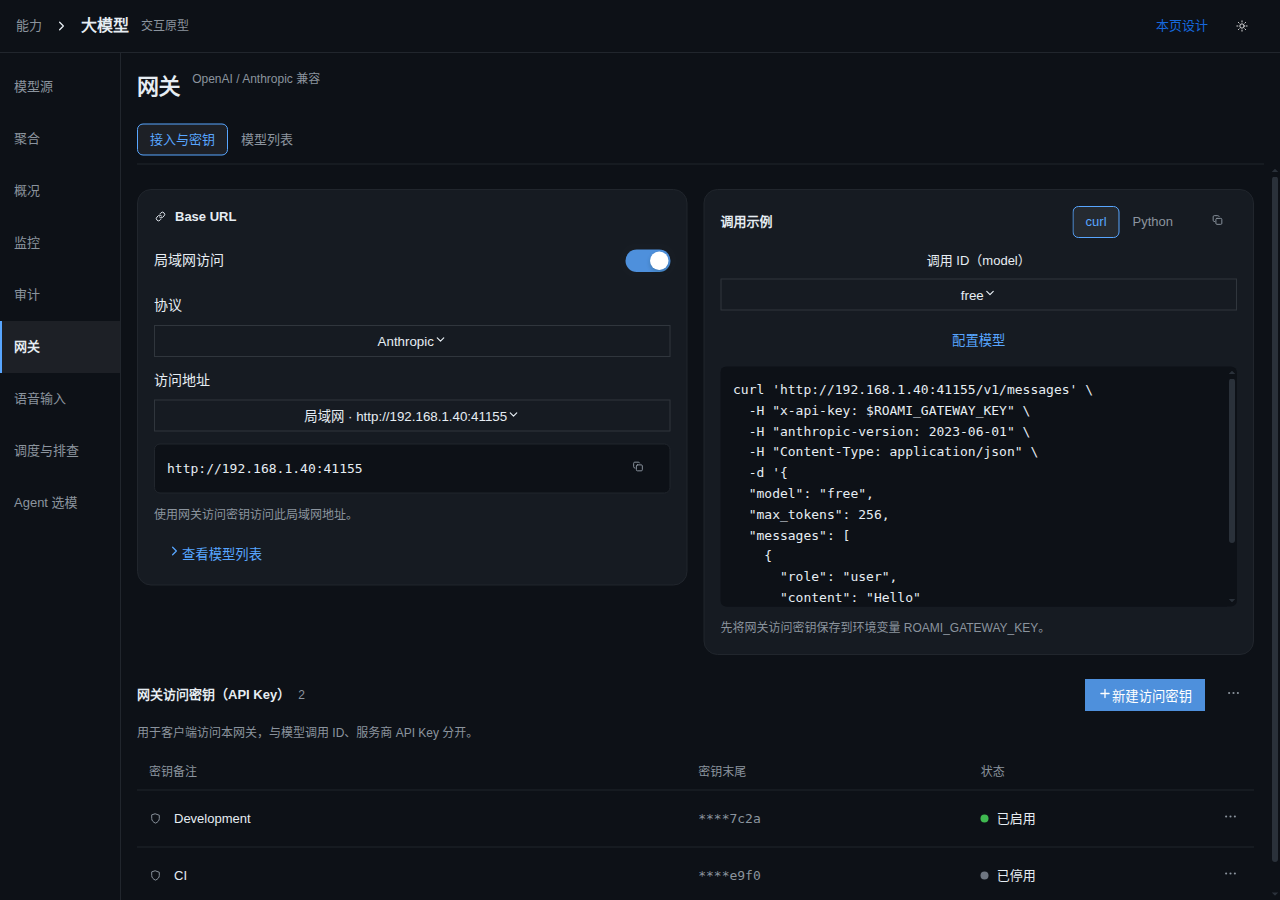 能力 大模型 交互原型 本页设计
模型源
聚合
概况
监控
审计
网关
语音输入
调度与排查
Agent 选模
网关 OpenAI / Anthropic 兼容
接入与密钥 模型列表
Base URL
局域网访问
协议
Anthropic
访问地址
局域网 · http://192.168.1.40:41155
http://192.168.1.40:41155
使用网关访问密钥访问此局域网地址。
查看模型列表
调用示例 curl Python
调用 ID（model）
free
配置模型
curl 'http://192.168.1.40:41155/v1/messages' \
-H "x-api-key: $ROAMI_GATEWAY_KEY" \
-H "anthropic-version: 2023-06-01" \
-H "Content-Type: application/json" \
-d '{
"model": "free",
"max_tokens": 256,
"messages": [
{
"role": "user",
"content": "Hello"
先将网关访问密钥保存到环境变量 ROAMI_GATEWAY_KEY。
网关访问密钥（API Key） 2 新建访问密钥
用于客户端访问本网关，与模型调用 ID、服务商 API Key 分开。
密钥备注 密钥末尾 状态
Development ****7c2a 已启用
CI ****e9f0 已停用